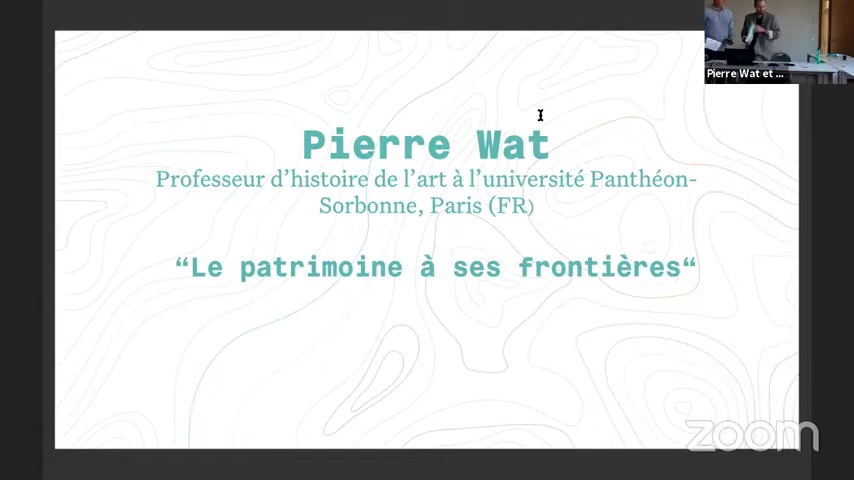 Pierre Wat et ...
Pierre Wat
Professeur d’histoire de l’art à l’université Panthéon-
Sorbonne, Paris (FR)
“Le patrimoine à ses frontières“
zoom